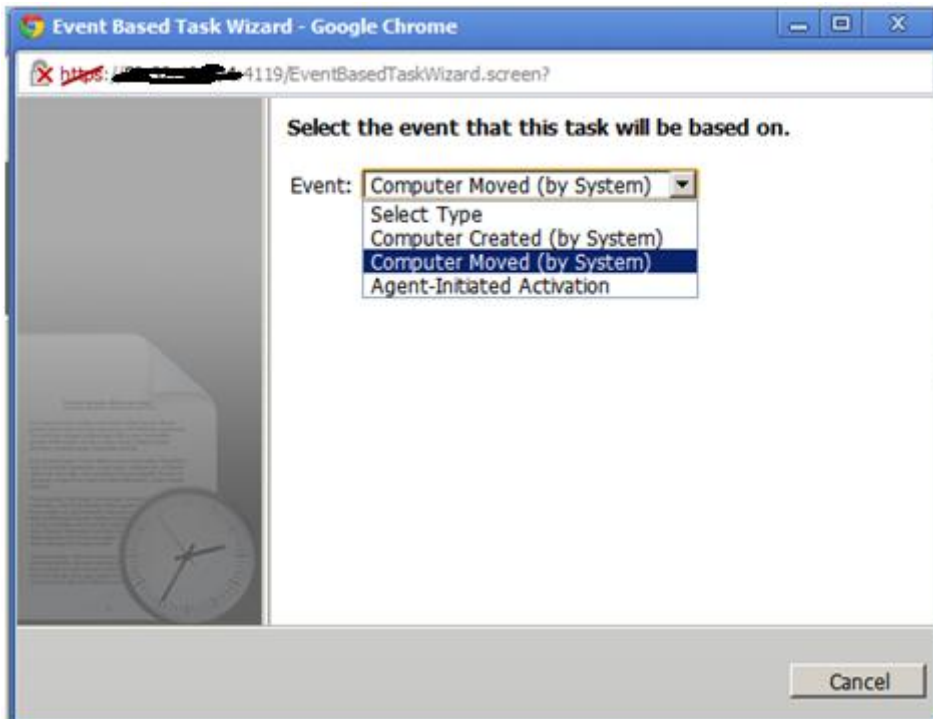 Event Based Task Wizard - Google Chrome
https:/ 4119/EventBasedTaskWizard.screen?
Select the event that this task will be based on.
Event: Computer Moved (by System)
Select Type
Computer Created (by System)
Computer Moved (by System)
Agent-Initiated Activation
Cancel